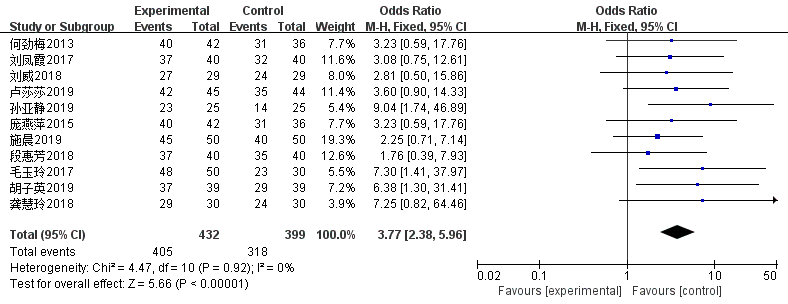 Experimental Control Odds Ratio Odds Ratio
Study or Subgroup Events Total Events Total Weight M-H, Fixed, 95% CI M-H, Fixed, 95% CI
何劲梅2013 40 42 31 36 7.7% 3.23 [0.59, 17.76]
刘凤霞2017 37 40 32 40 11.6% 3.08 [0.75, 12.61]
刘威2018 27 29 24 29 8.0% 2.81 [0.50, 15.86]
卢莎莎2019 42 45 35 44 11.5% 3.60 [0.90, 14.33]
孙亚静2019 23 25 14 25 5.4% 9.04 [1.74, 46.89]
庞燕萍2015 40 42 31 36 7.7% 3.23 [0.59, 17.76]
施晨2019 45 50 40 50 19.3% 2.25 [0.71, 7.14]
段惠芳2018 37 40 35 40 12.6% 1.76 [0.39, 7.93]
毛玉玲2017 48 50 23 30 5.1% 7.30 [1.41, 37.97]
胡子英2019 37 39 29 39 7.2% 6.38 [1.30, 31.41]
龚慧玲2018 29 30 24 30 3.9% 7.25 [0.82, 64.46]
Total (95% CI) 432 399 100.0% 3.77 [2.38, 5.96]
Total events 405 318
Heterogeneity: Chi² = 4.47, df = 10 (P = 0.92); I² = 0%
Test for overall effect: Z = 5.66 (P < 0.00001)
0.02 0.1 1 10 50
Favours [experimental] Favours [control]